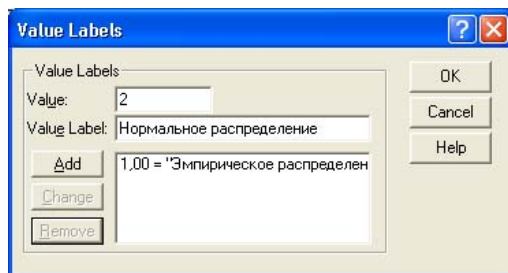 Value Labels
Value Labels
Value: 2
Value Label: Нормальное распределение
Add
Change
Remove
1,00 = "Эмпирическое распределен
OK
Cancel
Help